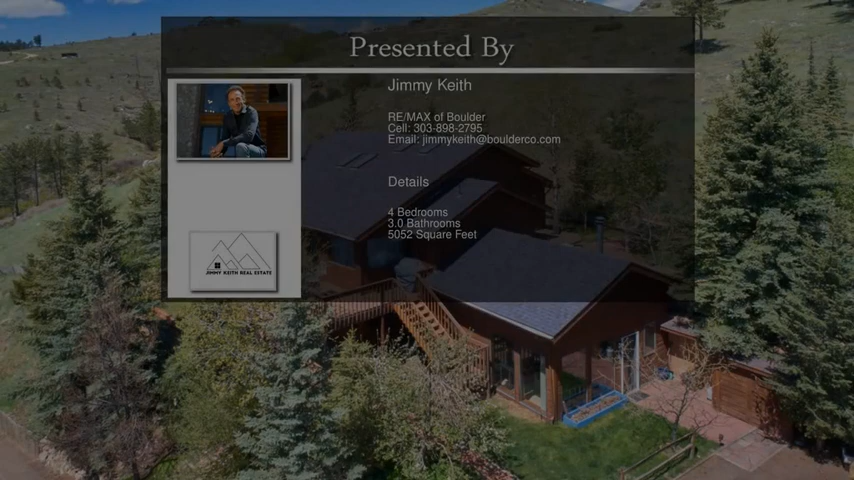 Presented By
Jimmy Keith
RE/MAX of Boulder
Cell: 303-898-2795
Email: jimmykeith@boulderco.com
Details
4 Bedrooms
3.0 Bathrooms
5052 Square Feet
JIMMY KEITH REAL ESTATE